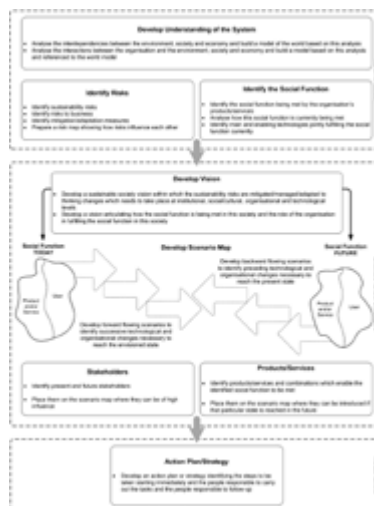 Develop Understanding of the System
Analyse the interdependencies between the environment, society and economy and build a model of the world based on this analysis
Analyse the interactions between the organisation and the environment, society and economy and build a model based on this analysis
and referenced to the world model
Identify Risks
Identify sustainability risks
Identify risks to business
Identify mitigation/adaptation measures
Prepare a risk map showing how risks influence each other
Identify the Social Function
Identify the social function being met by the organisation's
products/services
Analyse how this social function is currently being met
Identify main and enabling technologies jointly fulfilling the social
function currently
Develop Vision
Develop a sustainable society vision within which the sustainability risks are mitigated/managed/adapted to
thinking changes which needs to take place at institutional, social/cultural, organisational and technological
levels
Develop a vision articulating how the social function is being met in this society and the role of the organisation
in fulfilling the social function in this society
Social Function
TODAY
Develop Scenario Map
Social Function
FUTURE
Develop backward flowing scenarios
to identify preceding technological and
organisational changes necessary to
reach the present state
Product
and/or
Service
User
Product
and/or
Service
User
Develop forward flowing scenarios to
identify successive technological and
organisational changes necessary to
reach the envisioned state
Stakeholders
Identify present and future stakeholders
Place them on the scenario map where they can be of high
influence
Products/Services
Identify products/services and combinations which enable the
identified social function to be met
Place them on the scenario map where they can be introduced if
that particular state is reached in the future
Action Plan/Strategy
Develop an action plan or strategy identifying the steps to be
taken starting immediately and the people responsible to carry
out the tasks and the people responsible to follow up